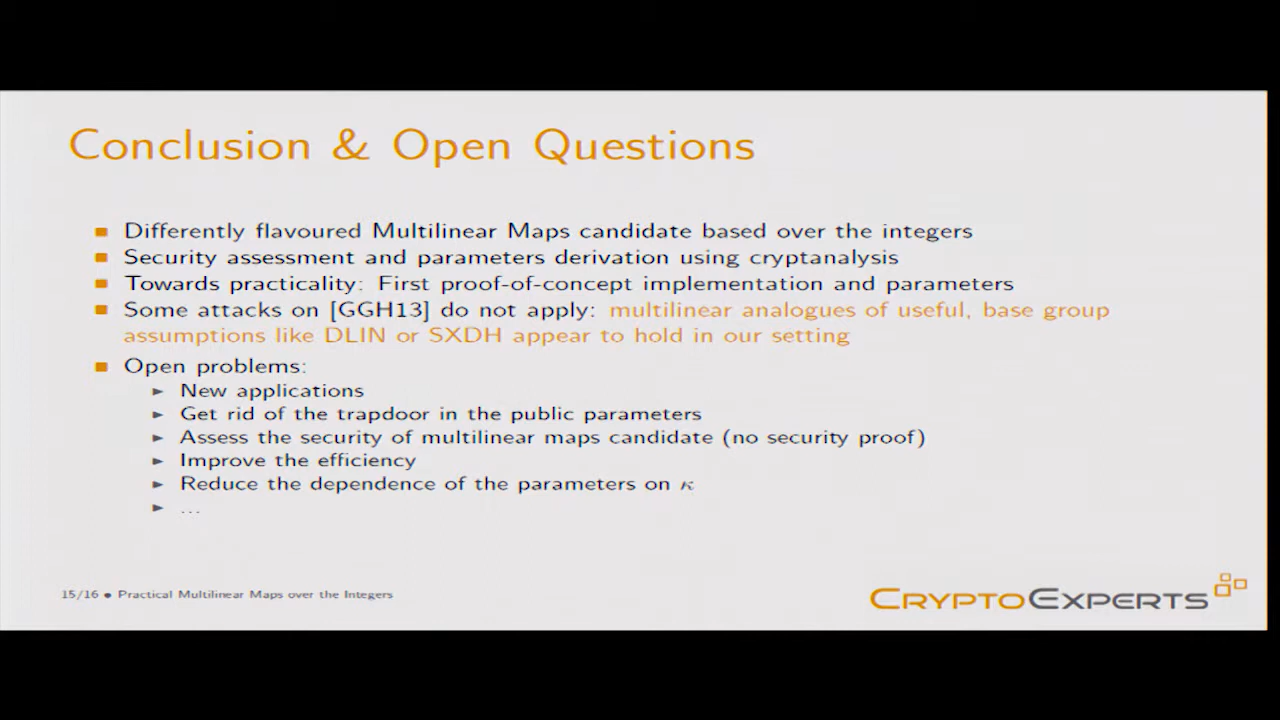 Conclusion & Open Questions
Differently flavoured Multilinear Maps candidate based over the integers
Security assessment and parameters derivation using cryptanalysis
Towards practicality: First proof-of-concept implementation and parameters
Some attacks on [GGH13] do not apply: multilinear analogues of useful, base group
assumptions like DLIN or SXDH appear to hold in our setting
Open problems:
New applications
Get rid of the trapdoor in the public parameters
Assess the security of multilinear maps candidate (no security proof)
Improve the efficiency
Reduce the dependence of the parameters on κ
...
15/16 • Practical Multilinear Maps over the Integers
CRYPTOEXPERTS